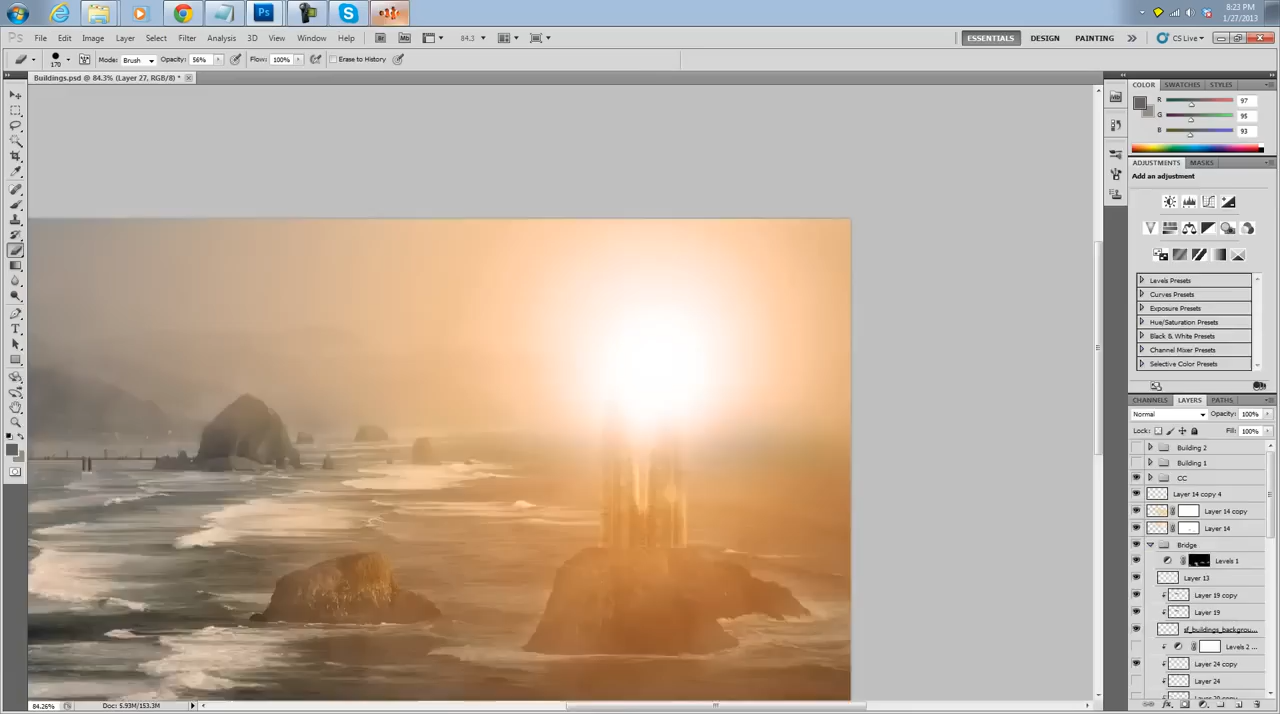 8:23 PM
1/27/2013
Ps
File Edit Image Layer Select Filter Analysis 3D View Window Help
84.3
ESSENTIALS DESIGN PAINTING
CS Live
170
Mode: Brush Opacity: 56% Flow: 100% Erase to History
Buildings.psd @ 84.3% (Layer 27, RGB/8) *
COLOR SWATCHES STYLES
R 97
G 95
B 93
ADJUSTMENTS MASKS
Add an adjustment
Levels Presets
Curves Presets
Exposure Presets
Hue/Saturation Presets
Black & White Presets
Channel Mixer Presets
Selective Color Presets
CHANNELS LAYERS PATHS
Normal Opacity: 100%
Lock: Fill: 100%
Building 2
Building 1
CC
Layer 14 copy 4
Layer 14 copy
Layer 14
Bridge
Levels 1
Layer 13
Layer 19 copy
Layer 19
sf_buildings_backgrou...
Levels 2 ...
Layer 24 copy
Layer 24
Layer 20 copy
84.26% Doc: 5.93M/153.3M